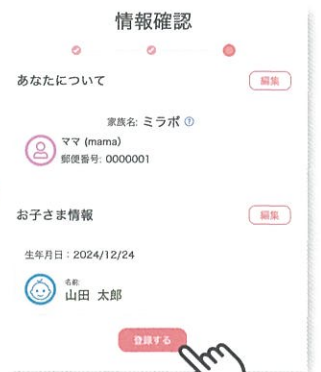 情報確認
あなたについて
編集
家族名: ミラボ ?
ママ (mama)
郵便番号: 0000001
お子さま情報
編集
生年月日：2024/12/24
名前
山田 太郎
登録する